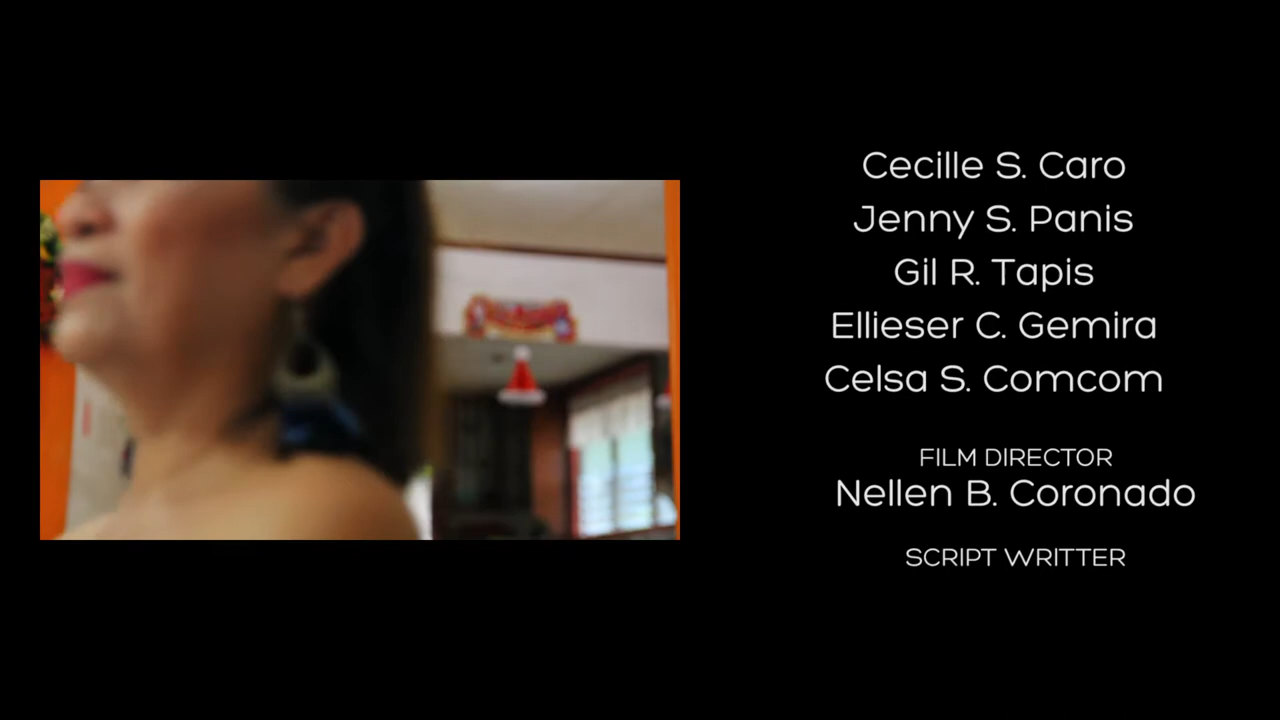 Cecille S. Caro
Jenny S. Panis
Gil R. Tapis
Ellieser C. Gemira
Celsa S. Comcom
FILM DIRECTOR
Nellen B. Coronado
SCRIPT WRITTER